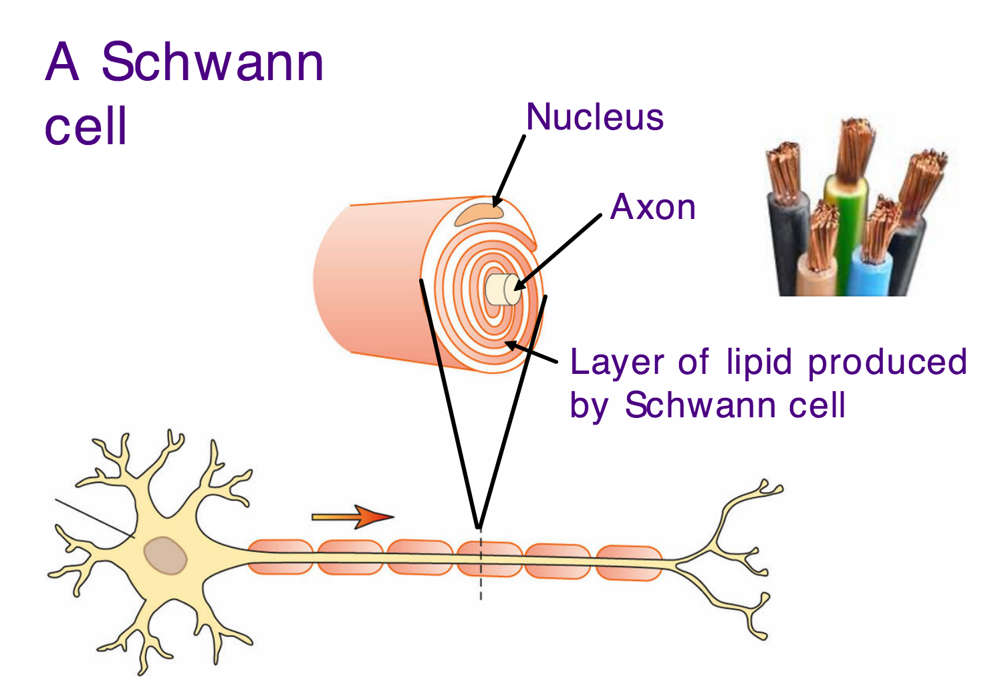 A Schwann
cell
Nucleus
Axon
Layer of lipid produced
by Schwann cell